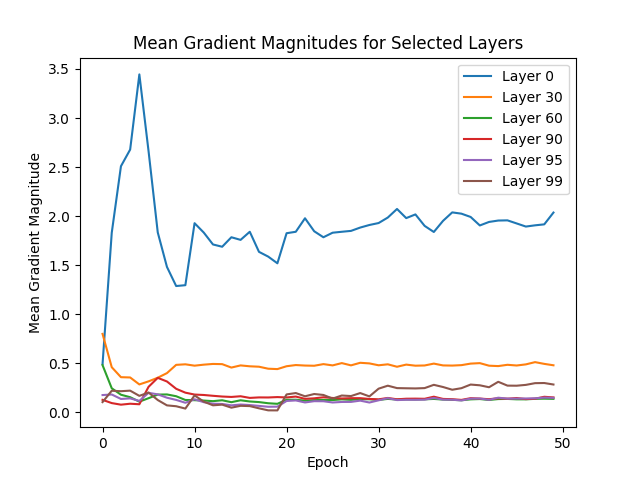 Mean Gradient Magnitudes for Selected Layers
3.5
3.0
2.5
2.0
1.5
1.0
0.5
0.0
Mean Gradient Magnitude
Layer 0
Layer 30
Layer 60
Layer 90
Layer 95
Layer 99
0 10 20 30 40 50
Epoch